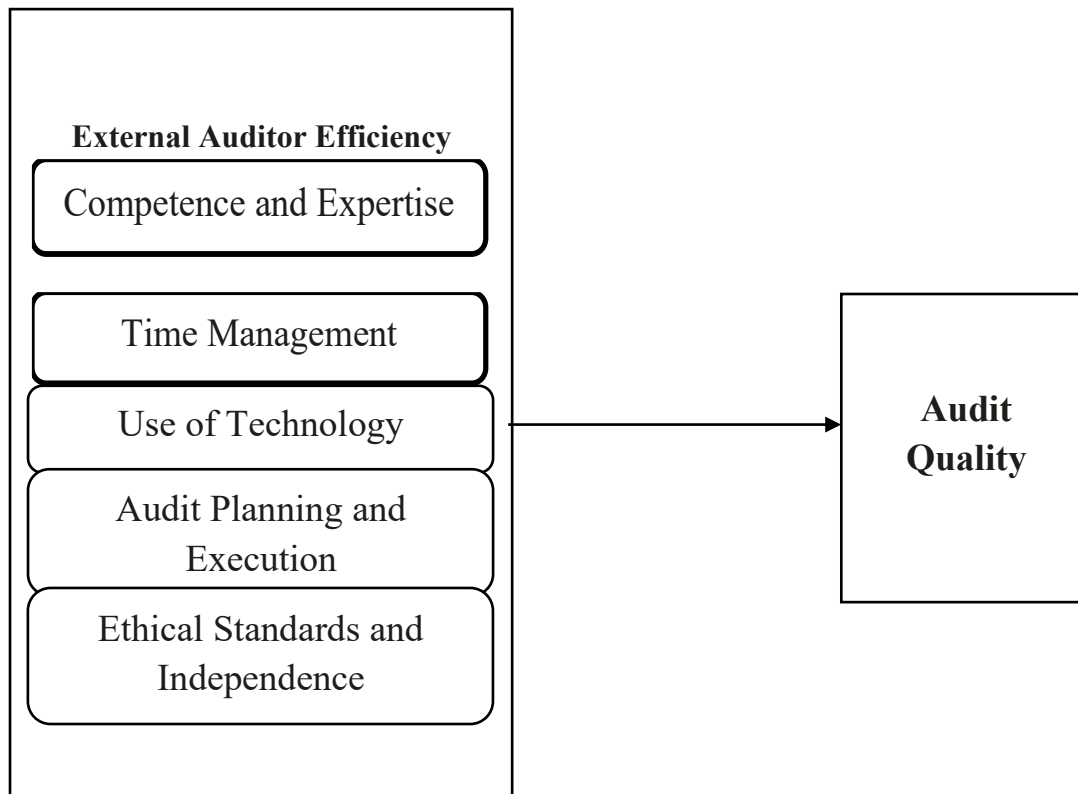 External Auditor Efficiency
Competence and Expertise
Time Management
Use of Technology
Audit Planning and
Execution
Ethical Standards and
Independence
Audit
Quality